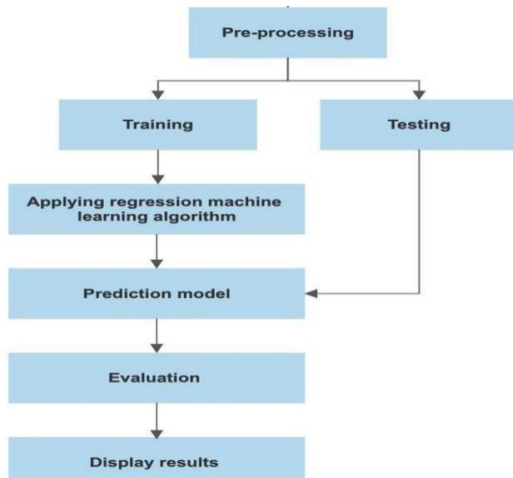 Pre-processing
Training
Testing
Applying regression machine
learning algorithm
Prediction model
Evaluation
Display results